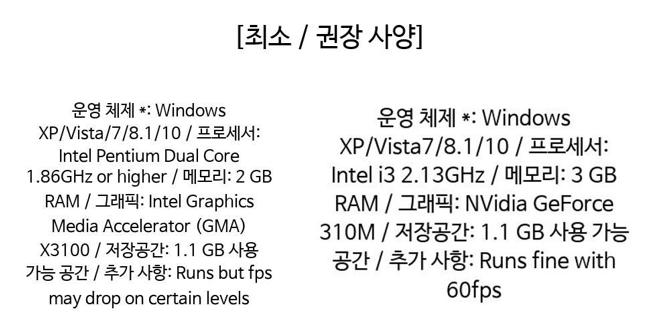 [최소 / 권장 사양]
운영 체제 *: Windows
XP/Vista/7/8.1/10 / 프로세서:
Intel Pentium Dual Core
1.86GHz or higher / 메모리: 2 GB
RAM / 그래픽: Intel Graphics
Media Accelerator (GMA)
X3100 / 저장공간: 1.1 GB 사용
가능 공간 / 추가 사항: Runs but fps
may drop on certain levels
운영 체제 *: Windows
XP/Vista7/8.1/10 / 프로세서:
Intel i3 2.13GHz / 메모리: 3 GB
RAM / 그래픽: NVidia GeForce
310M / 저장공간: 1.1 GB 사용 가능
공간 / 추가 사항: Runs fine with
60fps